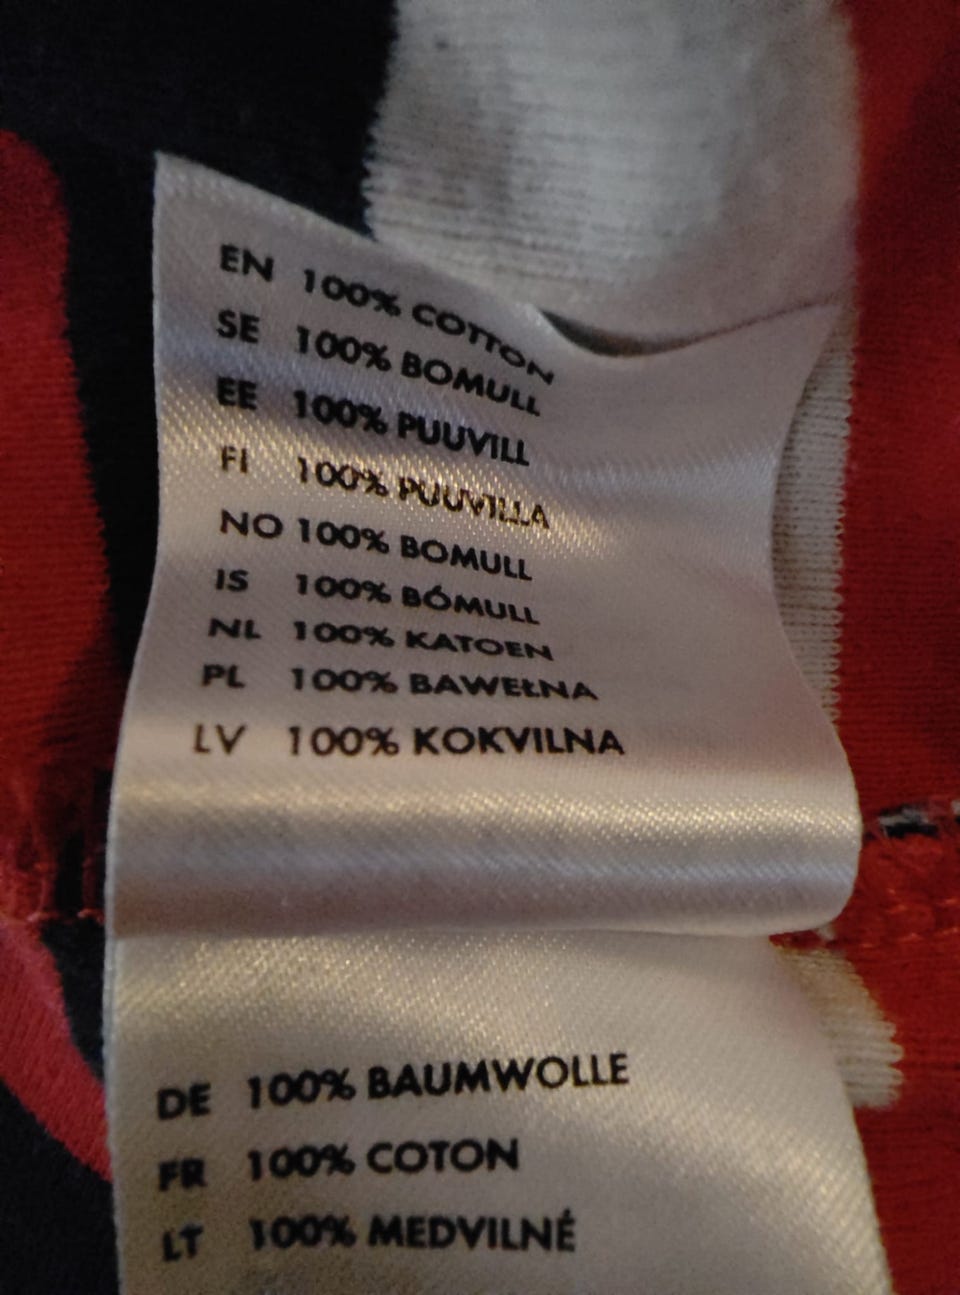 EN 100% COTTON
SE 100% BOMULL
EE 100% PUUVILL
FI 100% PUUVILLA
NO 100% BOMULL
IS 100% BÓMULL
NL 100% KATOEN
PL 100% BAWEŁNA
LV 100% KOKVILNA
DE 100% BAUMWOLLE
FR 100% COTON
LT 100% MEDVILNÉ